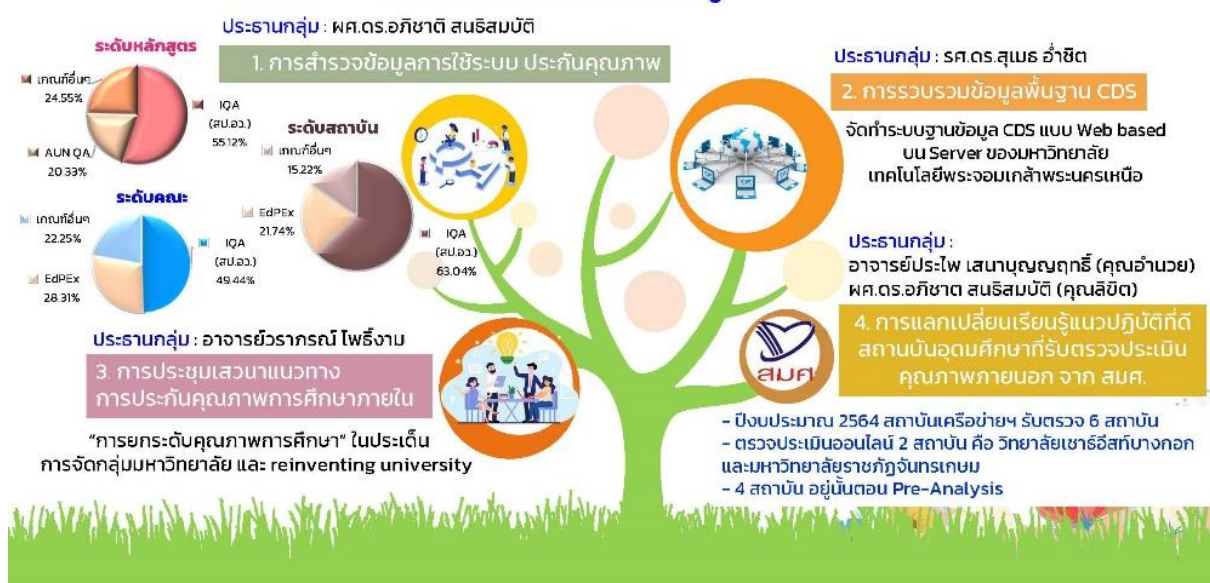 ประธานกลุ่ม : ผศ.ดร.อภิชาติ สนธิสมบัติ
1. การสำรวจข้อมูลการใช้ระบบ ประกันคุณภาพ
ระดับหลักสูตร
เกณฑ์อื่นๆ
24.55%
IQA
(สป.อว.)
55.12%
AUN QA
20.33%
ระดับสถาบัน
เกณฑ์อื่นๆ
15.22%
EdPEx
21.74%
IQA
(สป.อว.)
63.04%
ระดับคณะ
เกณฑ์อื่นๆ
22.25%
IQA
(สป.อว.)
49.44%
EdPEx
28.31%
ประธานกลุ่ม : รศ.ดร.สุเมธ อ่ำชิต
2. การรวบรวมข้อมูลพื้นฐาน CDS
จัดทำระบบฐานข้อมูล CDS แบบ Web based
บน Server ของมหาวิทยาลัย
เทคโนโลยีพระจอมเกล้าพระนครเหนือ
ประธานกลุ่ม : อาจารย์วราภรณ์ โพธิ์งาม
3. การประชุมเสวนาแนวทาง
การประกันคุณภาพการศึกษาภายใน
“การยกระดับคุณภาพการศึกษา” ในประเด็น
การจัดกลุ่มมหาวิทยาลัย และ reinventing university
ประธานกลุ่ม :
อาจารย์ประไพ เสนาบุญญฤทธิ์ (คุณอำนวย)
ผศ.ดร.อภิชาต สนธิสมบัติ (คุณลิขิต)
สมศ
4. การแลกเปลี่ยนเรียนรู้แนวปฏิบัติที่ดี
สถานบันอุดมศึกษาที่รับตรวจประเมิน
คุณภาพภายนอก จาก สมศ.
- ปีงบประมาณ 2564 สถาบันเครือข่ายฯ รับตรวจ 6 สถาบัน
- ตรวจประเมินออนไลน์ 2 สถาบัน คือ วิทยาลัยเซาธ์อีสท์บางกอก
และมหาวิทยาลัยราชภัฏจันทรเกษม
- 4 สถาบัน อยู่นั้นตอน Pre-Analysis